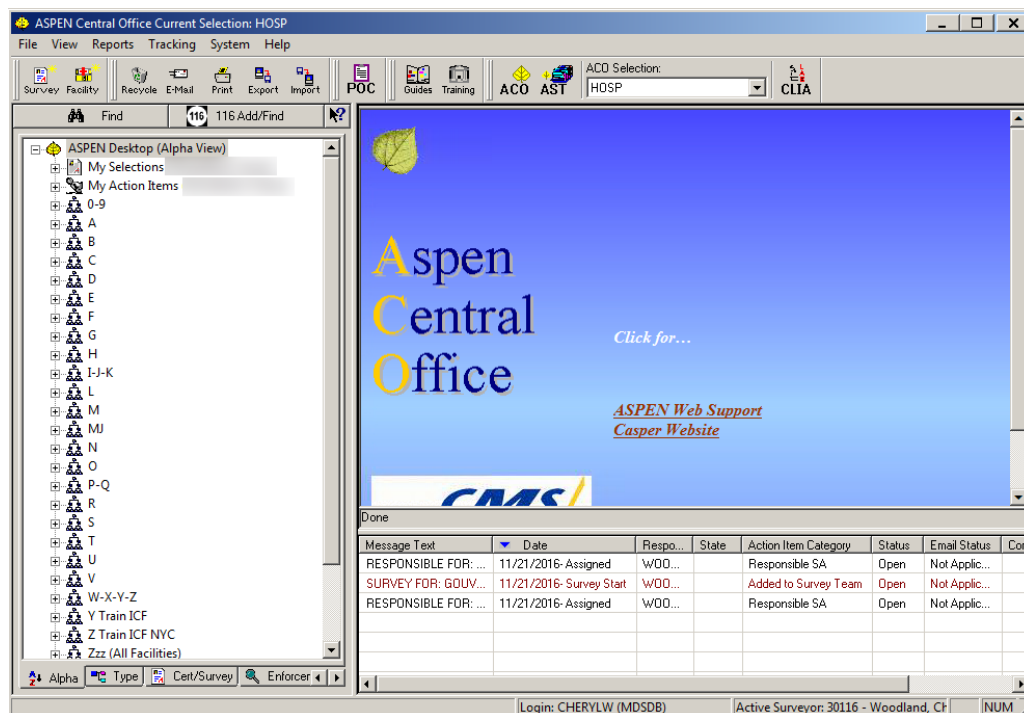 ASPEN Central Office Current Selection: HOSP
File View Reports Tracking System Help
Survey Facility Recycle E-Mail Print Export Import POC Guides Training ACO AST ACO Selection: HOSP CLIA
Find 116 116 Add/Find
ASPEN Desktop (Alpha View)
My Selections
My Action Items
0-9
A
B
C
D
E
F
G
H
I-J-K
L
M
MJ
N
O
P-Q
R
S
T
U
V
W-X-Y-Z
Y Train ICF
Z Train ICF NYC
Zzz (All Facilities)
Alpha Type Cert/Survey Enforcer
Aspen
Central
Office
Click for...
ASPEN Web Support
Casper Website
CMS
Done
Message Text Date Respo... State Action Item Category Status Email Status Cor
RESPONSIBLE FOR: ... 11/21/2016- Assigned WOO... Responsible SA Open Not Applic...
SURVEY FOR: GOUV... 11/21/2016- Survey Start WOO... Added to Survey Team Open Not Applic...
RESPONSIBLE FOR: ... 11/21/2016- Assigned WOO... Responsible SA Open Not Applic...
Login: CHERYLW (MDSDB) Active Surveyor: 30116 - Woodland, Ch NUM